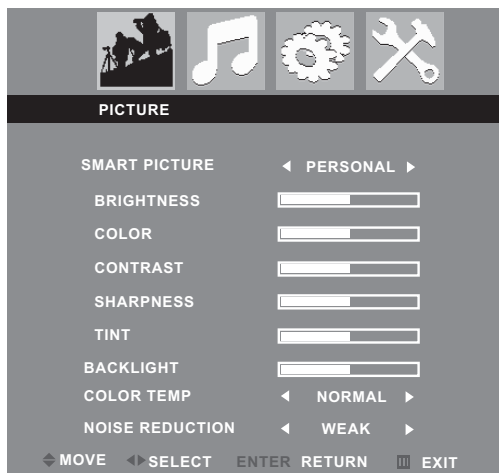 PICTURE
SMART PICTURE PERSONAL
BRIGHTNESS
COLOR
CONTRAST
SHARPNESS
TINT
BACKLIGHT
COLOR TEMP NORMAL
NOISE REDUCTION WEAK
MOVE SELECT ENTER RETURN EXIT